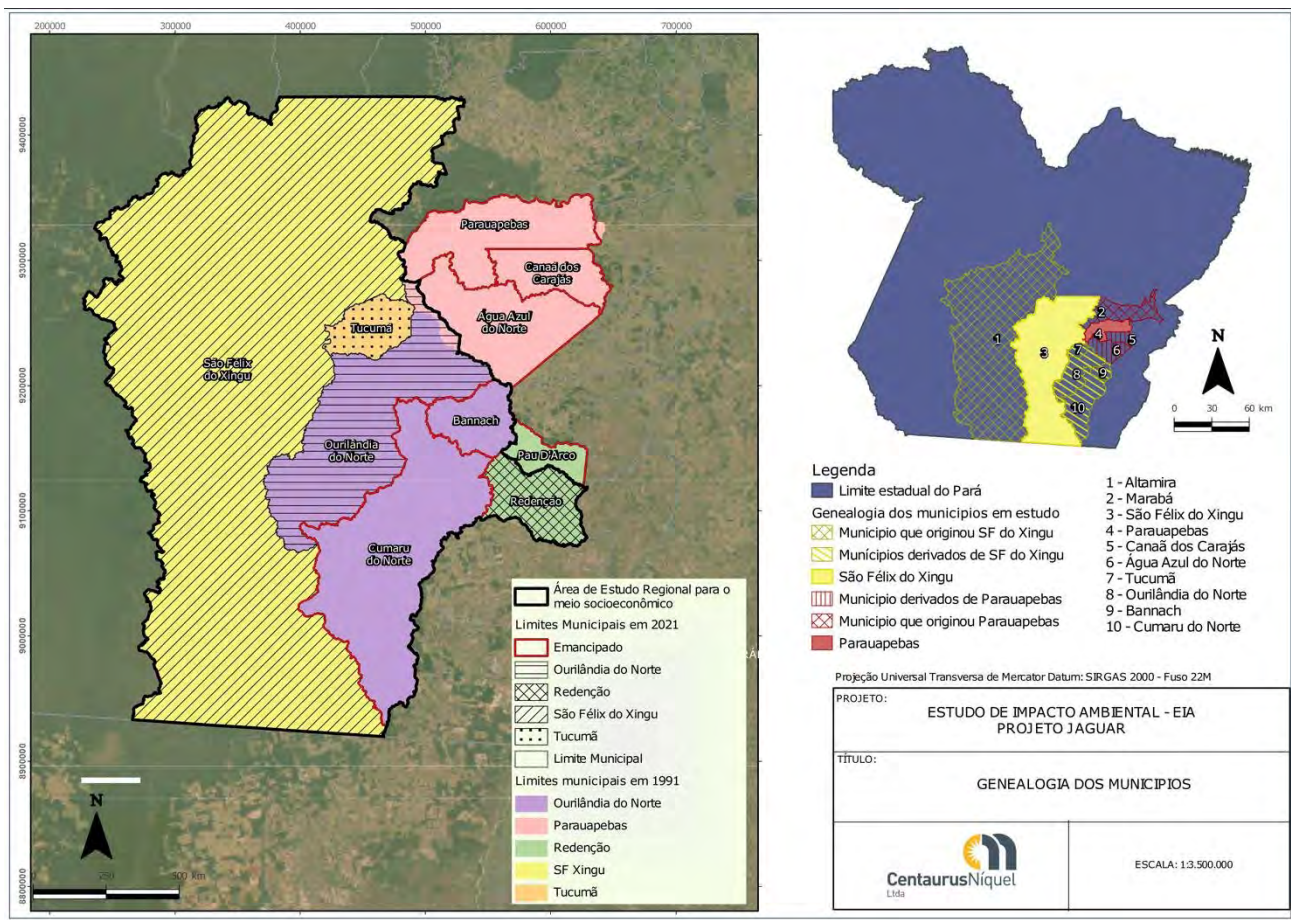 200000 300000 400000 500000 600000 700000
9400000
9300000
9200000
9100000
9000000
8900000
8800000
Parauapebas
Canaã dos
Carajás
Água Azul
do Norte
Tucumã
São Félix
do Xingu
Bannach
Ourilândia
do Norte
Pau D'Arco
Redenção
Cumaru
do Norte
N
0 250 500 km
Área de Estudo Regional para o
meio socioeconômico
Limites Municipais em 2021
Emancipado
Ourilândia do Norte
Redenção
São Félix do Xingu
Tucumã
Limite Municipal
Limites municipais em 1991
Ourilândia do Norte
Parauapebas
Redenção
SF Xingu
Tucumã
1
2
3
4
5
6
7
8
9
10
N
0 30 60 km
Legenda
Limite estadual do Pará
Genealogia dos municipios em estudo
Municipio que originou SF do Xingu
Munícipios derivados de SF do Xingu
São Félix do Xingu
Municipio derivados de Parauapebas
Municipio que originou Parauapebas
Parauapebas
1 - Altamira
2 - Marabá
3 - São Félix do Xingu
4 - Parauapebas
5 - Canaã dos Carajás
6 - Água Azul do Norte
7 - Tucumã
8 - Ourilândia do Norte
9 - Bannach
10 - Cumaru do Norte
Projeção Universal Transversa de Mercator Datum: SIRGAS 2000 - Fuso 22M
PROJETO:
ESTUDO DE IMPACTO AMBIENTAL - EIA
PROJETO JAGUAR
TÍTULO:
GENEALOGIA DOS MUNICIPIOS
CentaurusNíquel
Ltda
ESCALA: 1:3.500.000